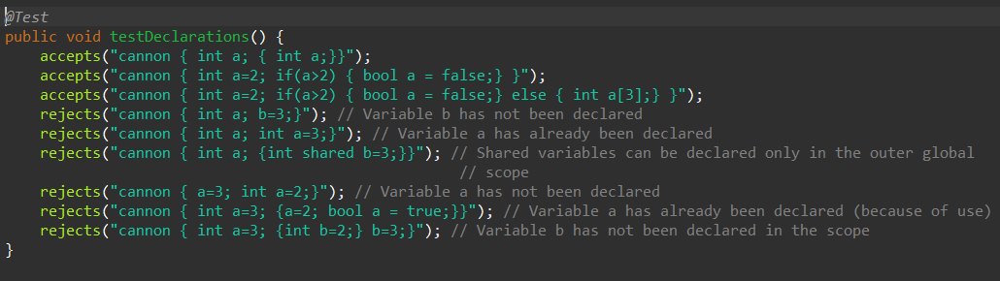 @Test
public void testDeclarations() {
    accepts("cannon { int a; { int a;}}");
    accepts("cannon { int a=2; if(a>2) { bool a = false;} }");
    accepts("cannon { int a=2; if(a>2) { bool a = false;} else { int a[3];} }");
    rejects("cannon { int a; b=3;}"); // Variable b has not been declared
    rejects("cannon { int a; int a=3;}"); // Variable a has already been declared
    rejects("cannon { int a; {int shared b=3;}}"); // Shared variables can be declared only in the outer global
                                                    // scope
    rejects("cannon { a=3; int a=2;}"); // Variable a has not been declared
    rejects("cannon { int a=3; {a=2; bool a = true;}}"); // Variable a has already been declared (because of use)
    rejects("cannon { int a=3; {int b=2;} b=3;}"); // Variable b has not been declared in the scope
}